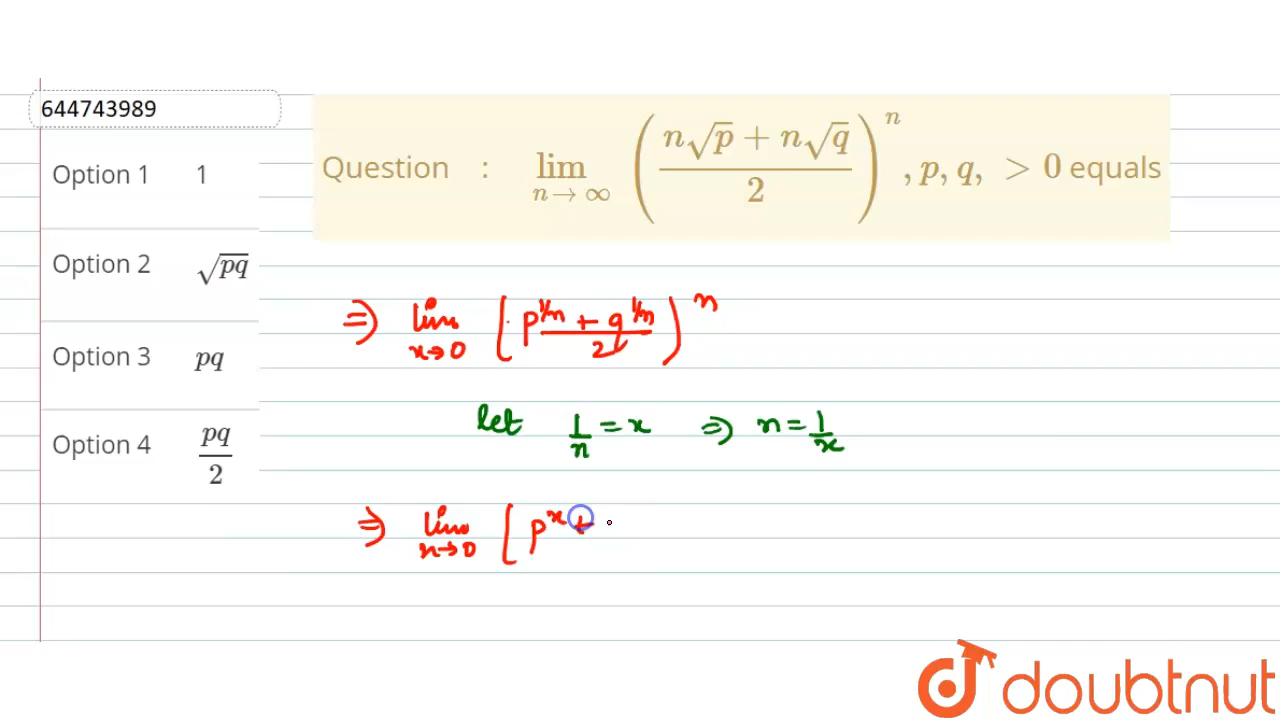 644743989
Question : lim n→∞ ((n√p + n√q)/2)^n, p, q, > 0 equals
Option 1 1
Option 2 √pq
Option 3 pq
Option 4 pq/2
⇒ lim x→0 [(p^1/n + q^1/n)/2)^n
let 1/n = x ⇒ n = 1/x
⇒ lim x→0 [p^x +
doubtnut